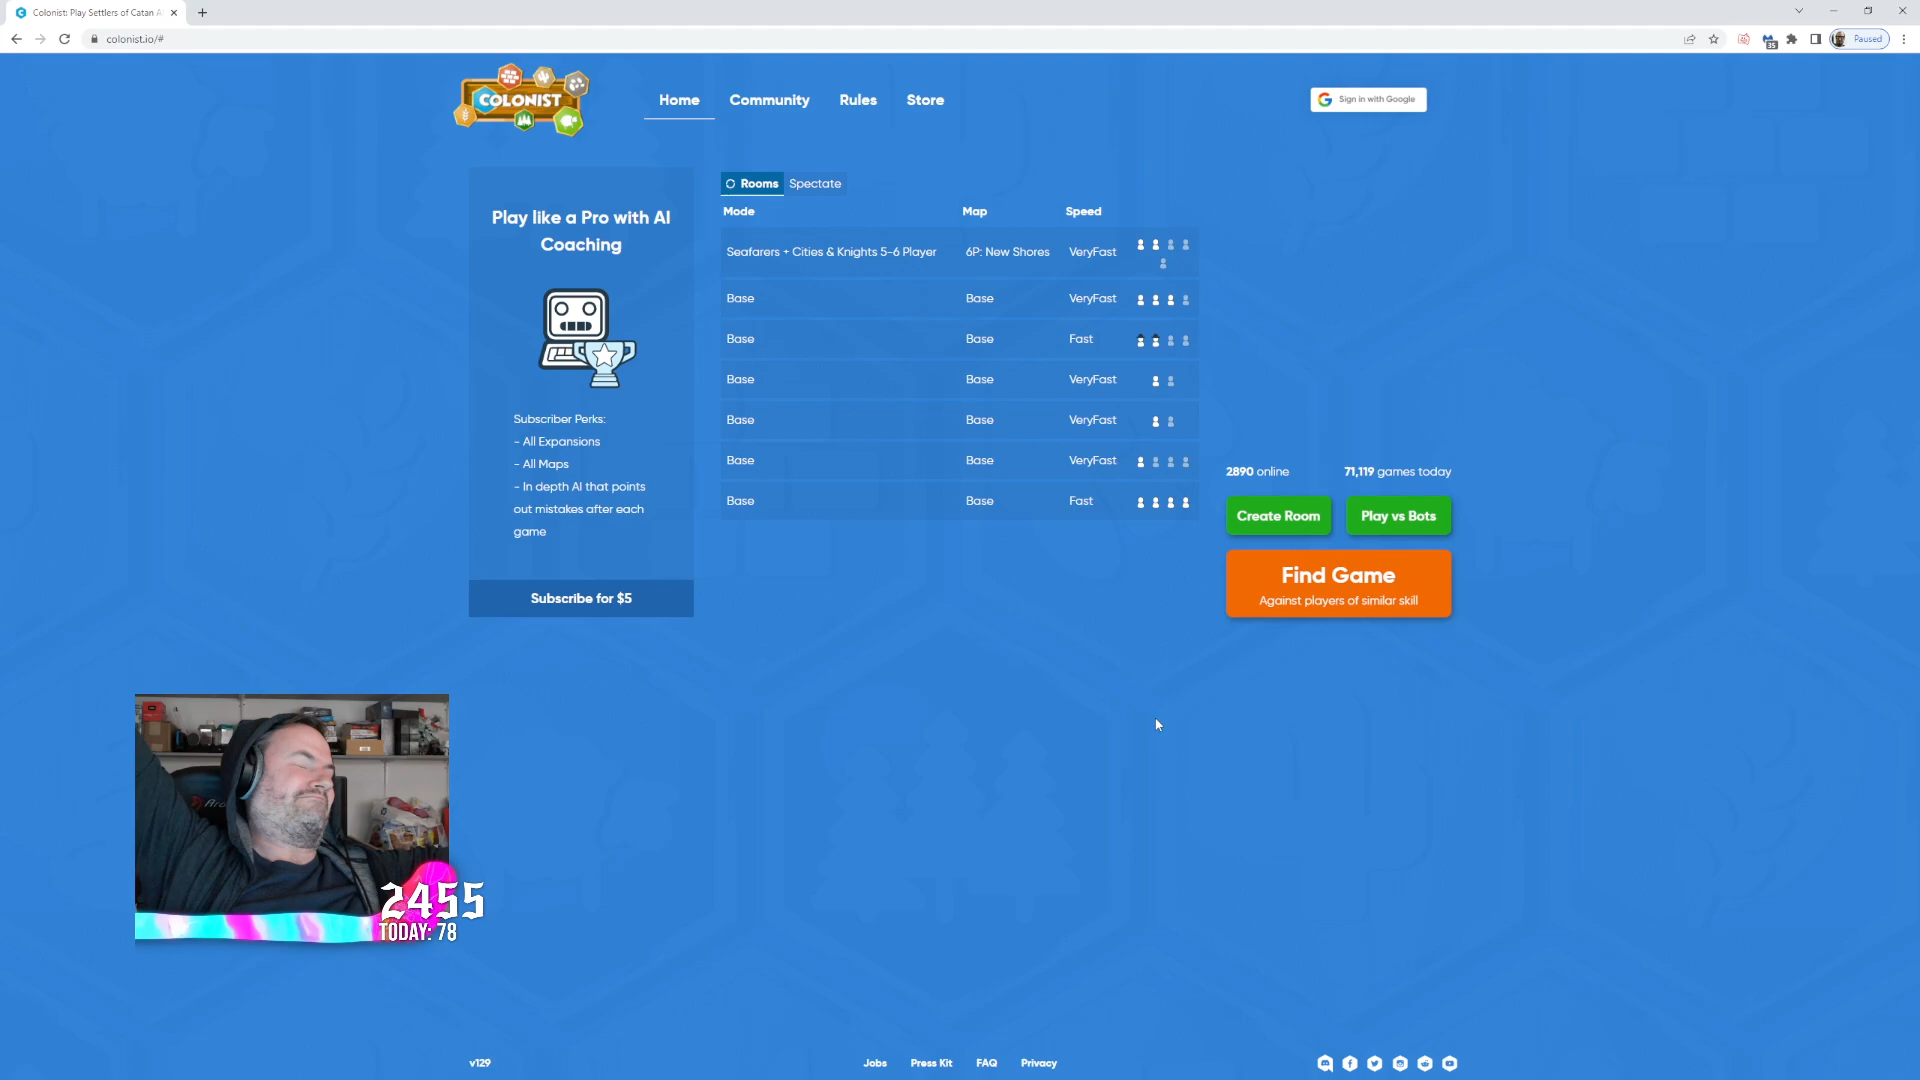 Colonist: Play Settlers of Catan A
colonist.io/#
35
Paused
COLONIST
Home
Community
Rules
Store
Sign in with Google
Play like a Pro with AI
Coaching
Subscriber Perks:
- All Expansions
- All Maps
- In depth AI that points
out mistakes after each
game
Subscribe for $5
Rooms
Spectate
Mode
Map
Speed
Seafarers + Cities & Knights 5-6 Player
6P: New Shores
VeryFast
Base
Base
VeryFast
Base
Base
Fast
Base
Base
VeryFast
Base
Base
VeryFast
Base
Base
VeryFast
Base
Base
Fast
2890 online
71,119 games today
Create Room
Play vs Bots
Find Game
Against players of similar skill
2455
TODAY: 78
v129
Jobs
Press Kit
FAQ
Privacy